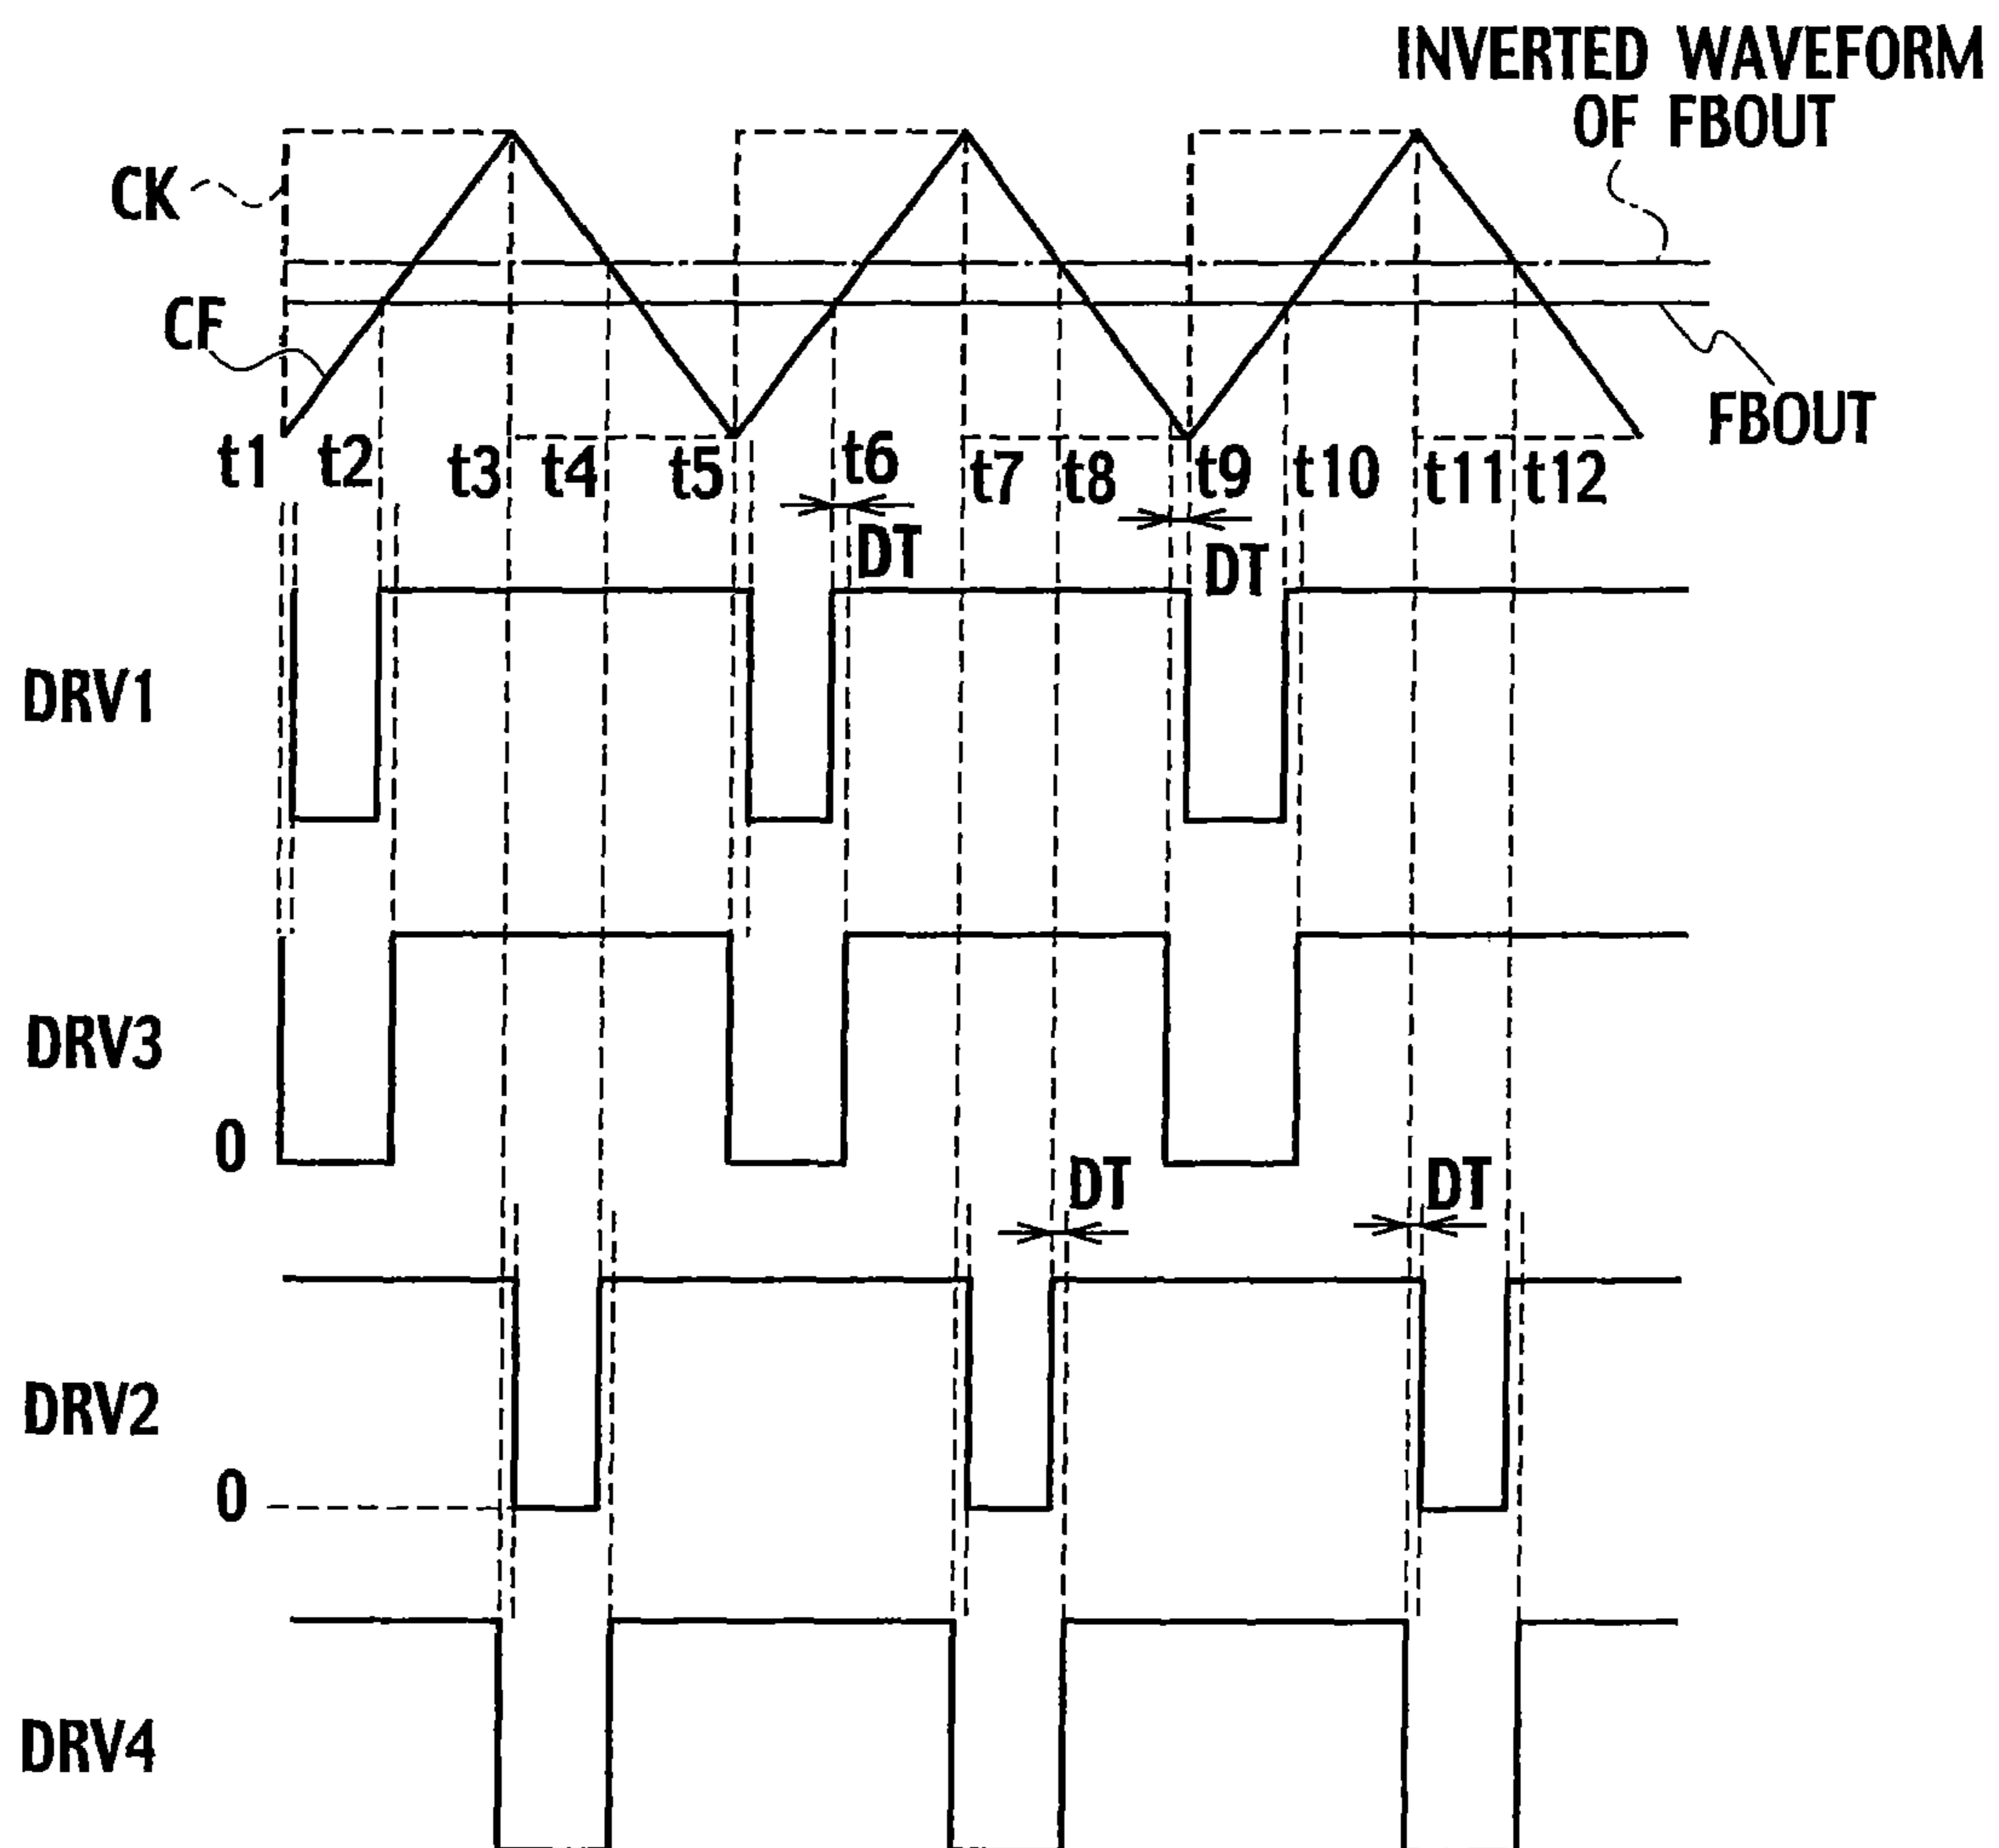 INVERTED WAVEFORM
OF FBOUT
CK
CF
FBOUT
t1 t2 t3 t4 t5 t6 t7 t8 t9 t10 t11 t12
DT
DT
DRV1
DRV3
0
DT
DT
DRV2
0
DRV4